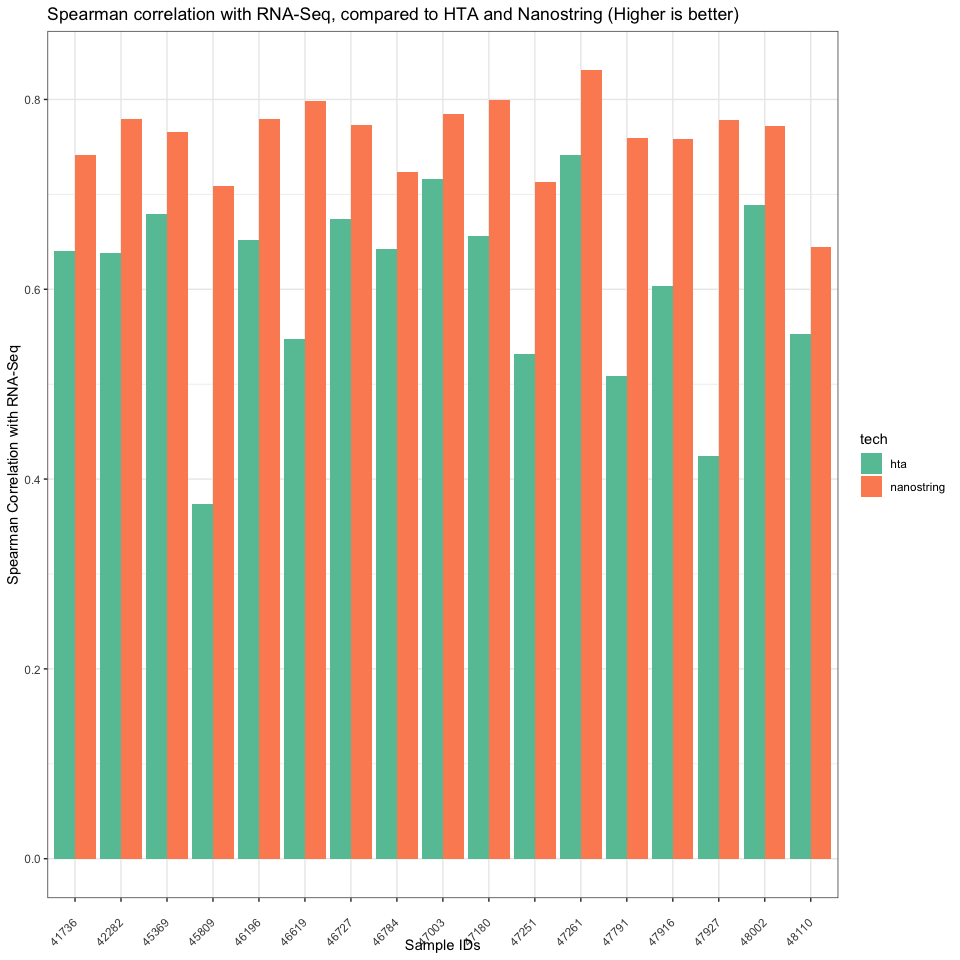 Spearman correlation with RNA-Seq, compared to HTA and Nanostring (Higher is better)
Spearman Correlation with RNA-Seq
0.8
0.6
0.4
0.2
0.0
tech
hta
nanostring
41736 42282 45369 45809 46196 46619 46727 46784 47003 47180 47251 47261 47791 47916 47927 48002 48110
Sample IDs